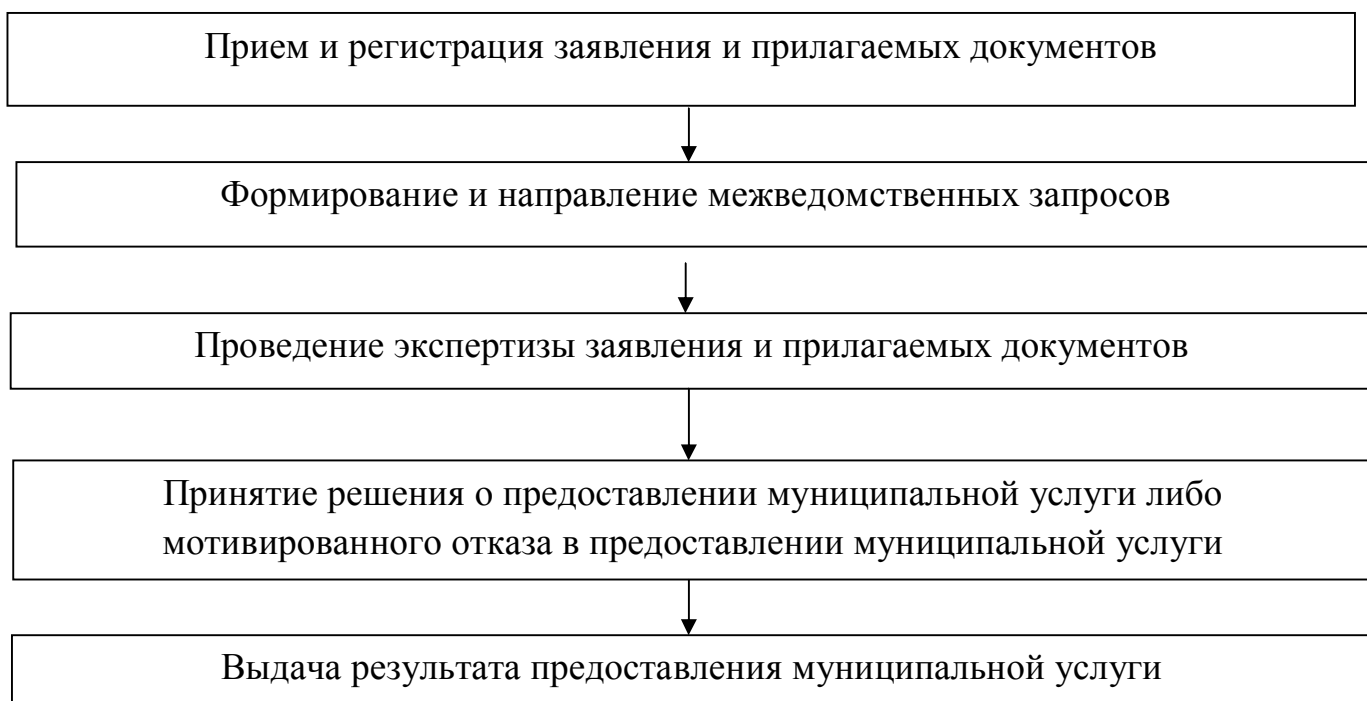 Прием и регистрация заявления и прилагаемых документов
Формирование и направление межведомственных запросов
Проведение экспертизы заявления и прилагаемых документов
Принятие решения о предоставлении муниципальной услуги либо
мотивированного отказа в предоставлении муниципальной услуги
Выдача результата предоставления муниципальной услуги